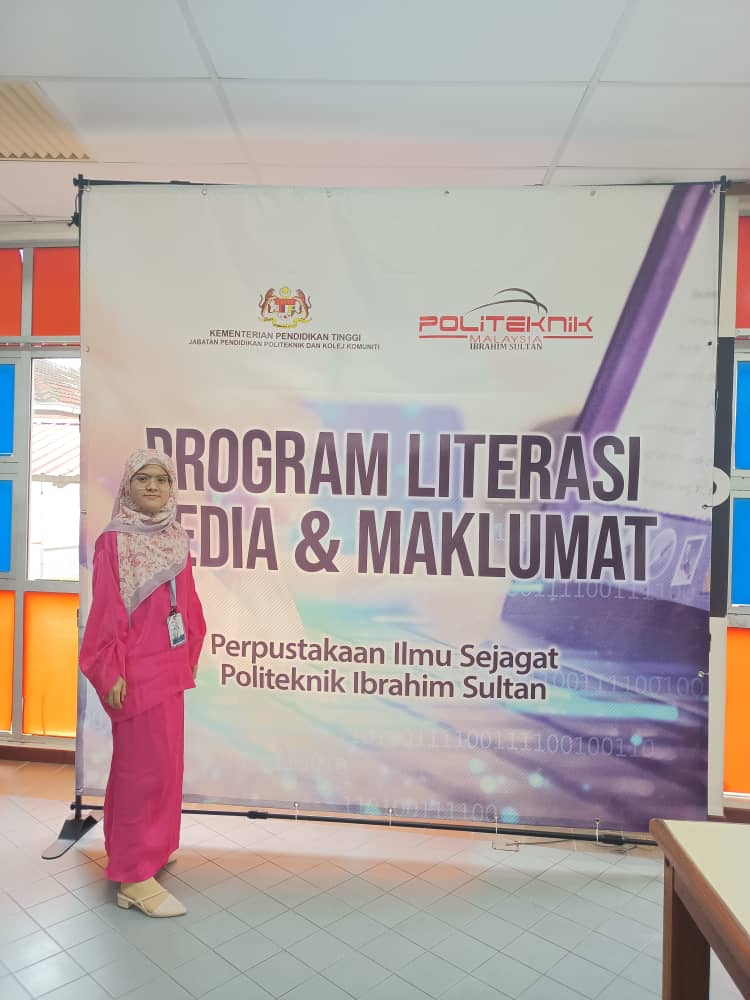 KEMENTERIAN PENDIDIKAN TINGGI
JABATAN PENDIDIKAN POLITEKNIK DAN KOLEJ KOMUNITI
POLITEKNIK
MALAYSIA
IBRAHIM SULTAN
PROGRAM LITERASI
EDIA & MAKLUMAT
Perpustakaan Ilmu Sejagat
Politeknik Ibrahim Sultan